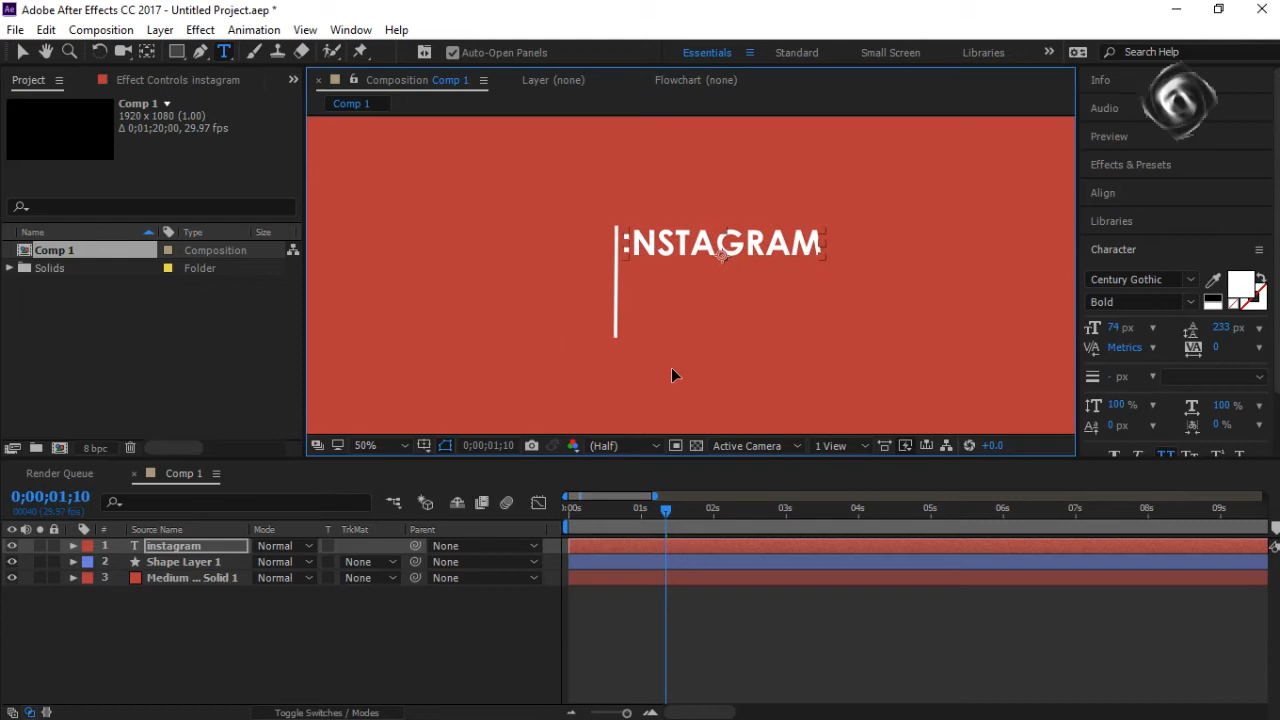 Adobe After Effects CC 2017 - Untitled Project.aep *
File Edit Composition Layer Effect Animation View Window Help
Auto-Open Panels Essentials Standard Small Screen Libraries Search Help
Project Effect Controls instagram
Composition Comp 1 Layer (none) Flowchart (none)
Comp 1
Comp 1
1920 x 1080 (1.00)
Δ 0;01;20;00, 29.97 fps
Name Type Size
Comp 1 Composition
Solids Folder
8 bpc
NSTAGRAM
50% 0;00;01;10 (Half) Active Camera 1 View +0.0
Info
Audio
Preview
Effects & Presets
Align
Libraries
Character
Century Gothic
Bold
74 px 233 px
Metrics 0
- px
100 % 100 %
0 px 0 %
Render Queue Comp 1
0;00;01;10
00040 (29.97 fps)
# Source Name Mode T TrkMat Parent
1 T instagram Normal None
2 Shape Layer 1 Normal None None
3 Medium ... Solid 1 Normal None None
:00s 01s 02s 03s 04s 05s 06s 07s 08s 09s
Toggle Switches / Modes